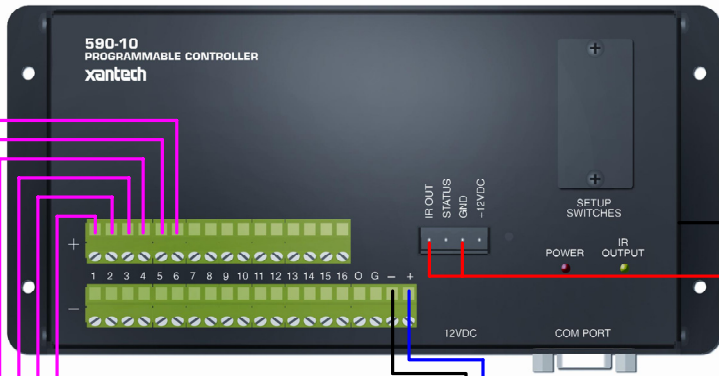 590-10
PROGRAMMABLE CONTROLLER
xantech
IR OUT
STATUS
GND
-12VDC
SETUP
SWITCHES
+
POWER
IR
OUTPUT
1 2 3 4 5 6 7 8 9 10 11 12 13 14 15 16 O G − +
−
12VDC
COM PORT